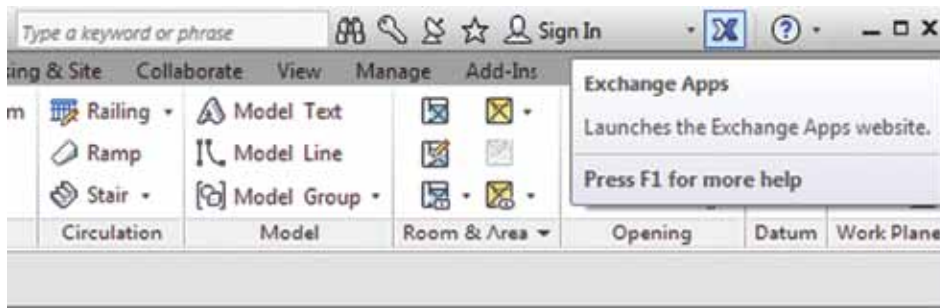 Type a keyword or phrase Sign In
king & Site Collaborate View Manage Add-Ins
Exchange Apps
Launches the Exchange Apps website.
Press F1 for more help
m Railing Model Text
Ramp Model Line
Stair Model Group
Circulation Model Room & Area Opening Datum Work Plane